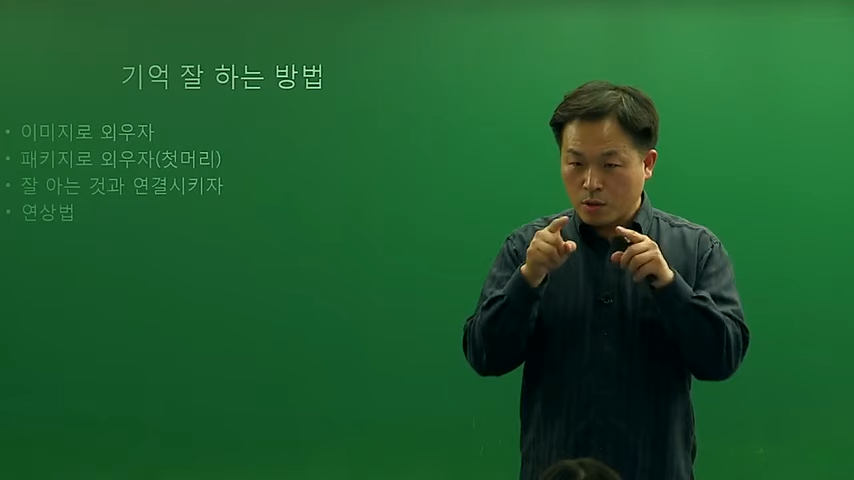 기억 잘 하는 방법
• 이미지로 외우자
• 패키지로 외우자(첫머리)
• 잘 아는 것과 연결시키자
• 연상법